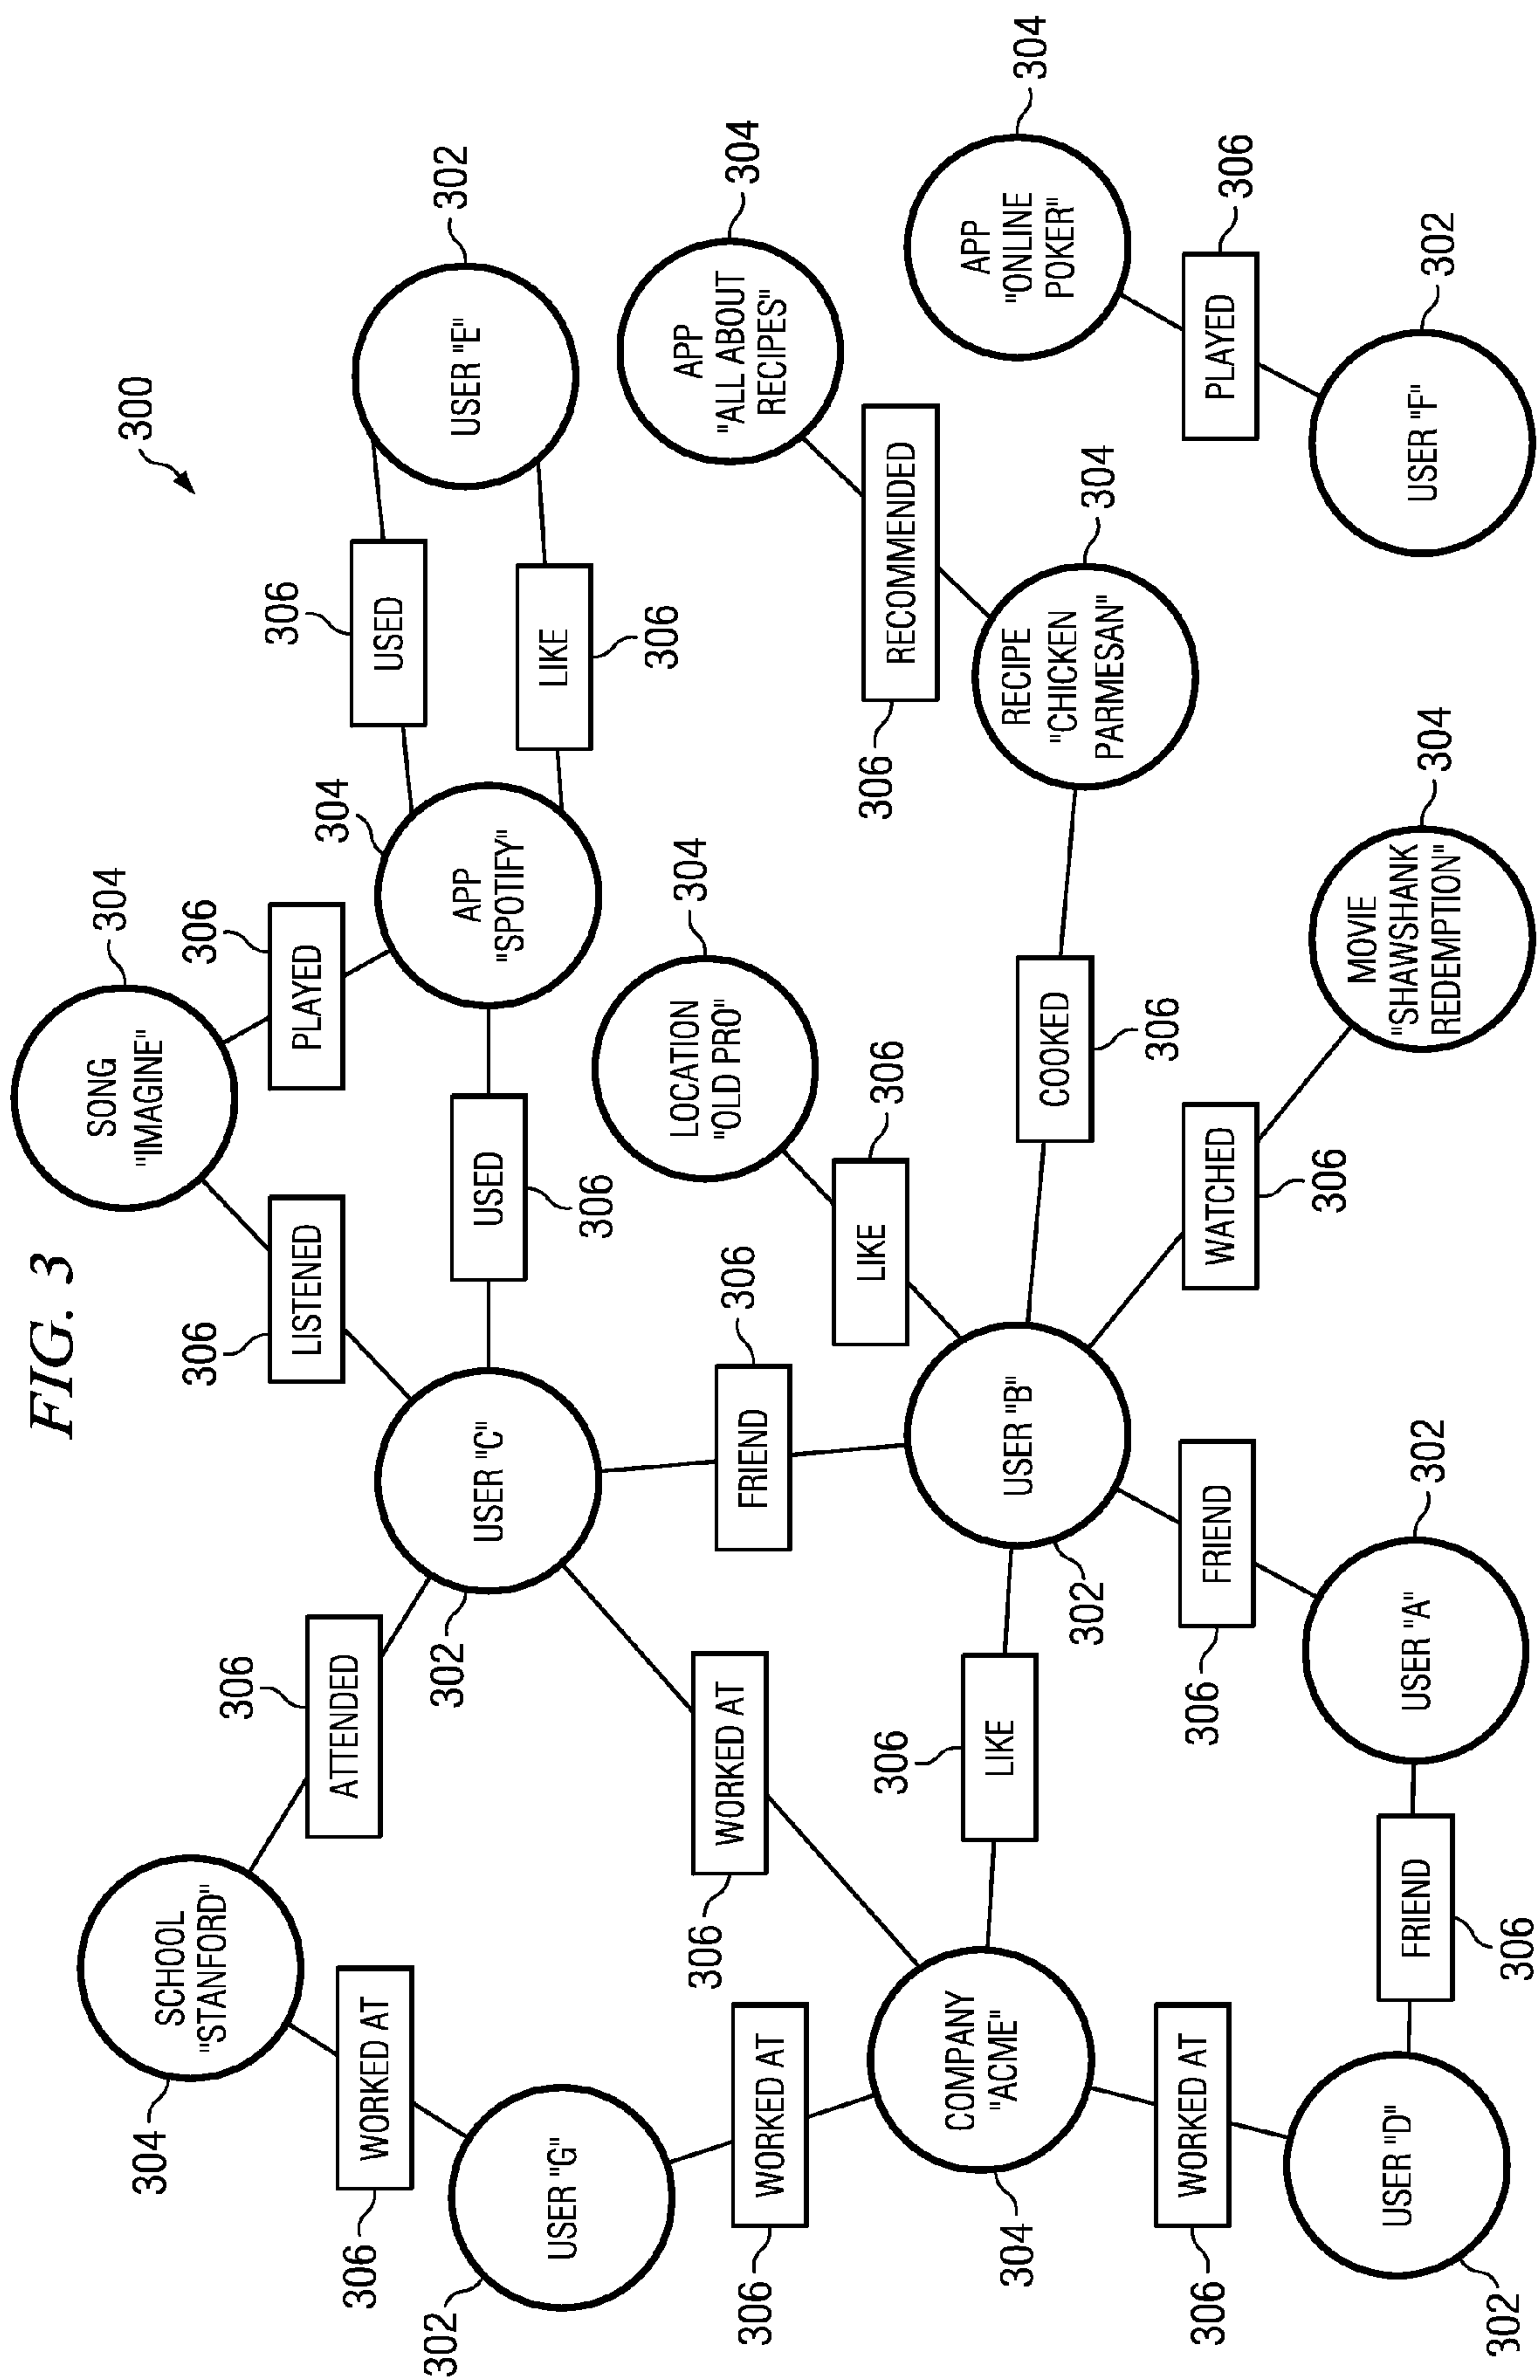 FIG. 3
300
304
SCHOOL
"STANFORD"
306
ATTENDED
306
LISTENED
SONG
"IMAGINE"
304
306
PLAYED
304
306
USED
USER "E"
302
306
WORKED AT
302
USER "G"
302
USER "C"
USED
306
APP
"SPOTIFY"
LIKE
306
306
WORKED AT
306
WORKED AT
FRIEND
306
LOCATION
"OLD PRO"
304
APP
"ALL ABOUT
RECIPES"
304
LIKE
306
306
RECOMMENDED
304
COMPANY
"ACME"
306
LIKE
302
USER "B"
COOKED
306
RECIPE
"CHICKEN
PARMESAN"
304
APP
"ONLINE
POKER"
304
306
WORKED AT
306
FRIEND
WATCHED
306
PLAYED
306
302
USER "D"
FRIEND
306
USER "A"
302
MOVIE
"SHAWSHANK
REDEMPTION"
304
USER "F"
302